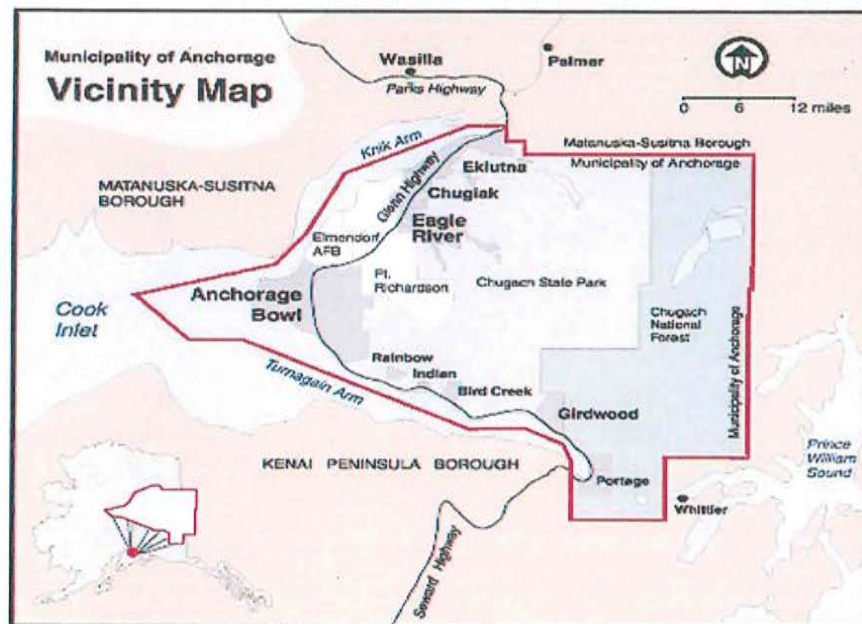 Municipality of Anchorage
Vicinity Map
Wasilla
Palmer
Parks Highway
N
0 6 12 miles
Knik Arm
Matanuska-Susitna Borough
Municipality of Anchorage
MATANUSKA-SUSITNA
BOROUGH
Glenn Highway
Eklutna
Chugiak
Eagle
River
Elmendorf
AFB
Ft.
Richardson
Chugach State Park
Anchorage
Bowl
Cook
Inlet
Chugach
National
Forest
Municipality of Anchorage
Rainbow
Indian
Bird Creek
Turnagain Arm
Girdwood
KENAI PENINSULA BOROUGH
Portage
Prince
William
Sound
Whittier
Seward Highway